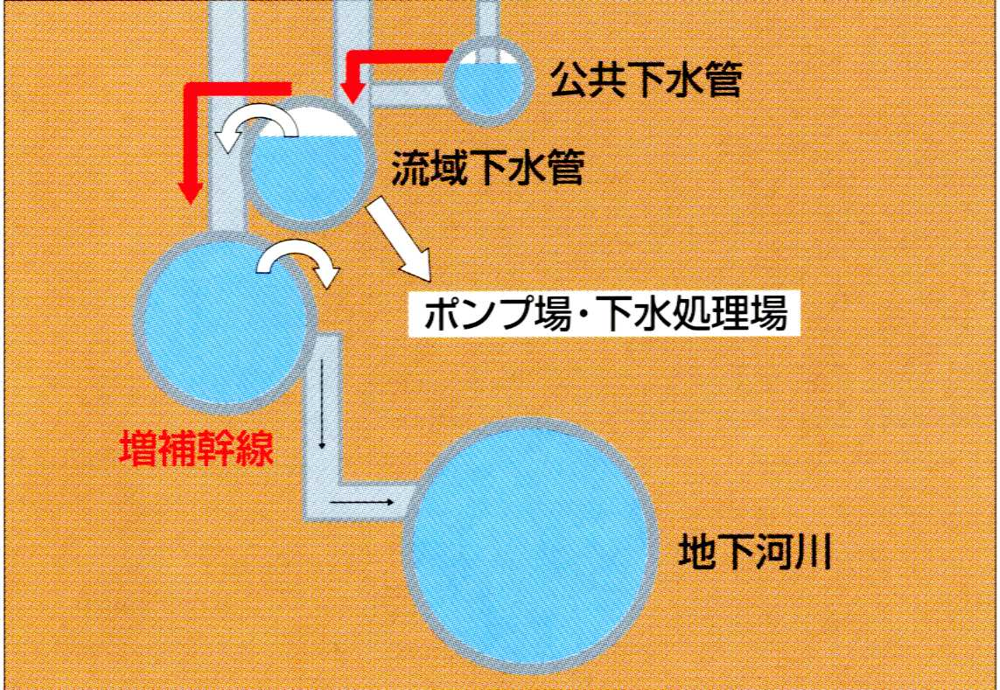 公共下水管
流域下水管
ポンプ場・下水処理場
増補幹線
地下河川